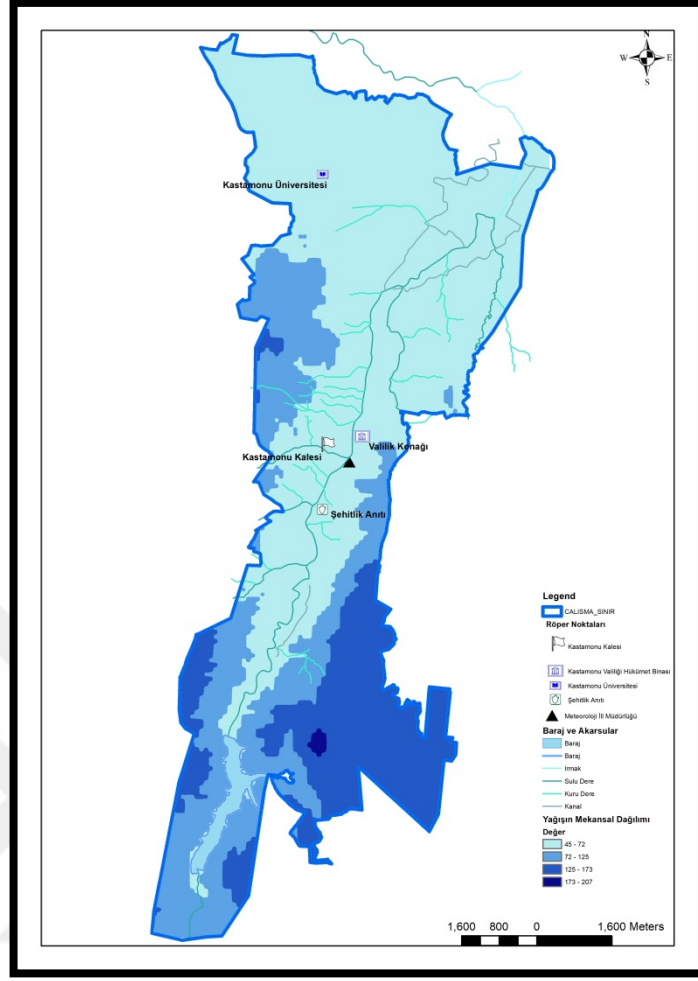 N
W E
S
Kastamonu Üniversitesi
Kastamonu Kalesi
Valilik Konağı
Şehitlik Anıtı
Legend
CALISMA_SINIR
Röper Noktaları
Kastamonu Kalesi
Kastamonu Valiliği Hükümet Binası
Kastamonu Üniversitesi
Şehitlik Anıtı
Meteoroloji İl Müdürlüğü
Baraj ve Akarsular
Baraj
Baraj
Irmak
Sulu Dere
Kuru Dere
Kanal
Yağışın Mekansal Dağılımı
Değer
45 - 72
72 - 125
125 - 173
173 - 207
1,600 800 0 1,600 Meters